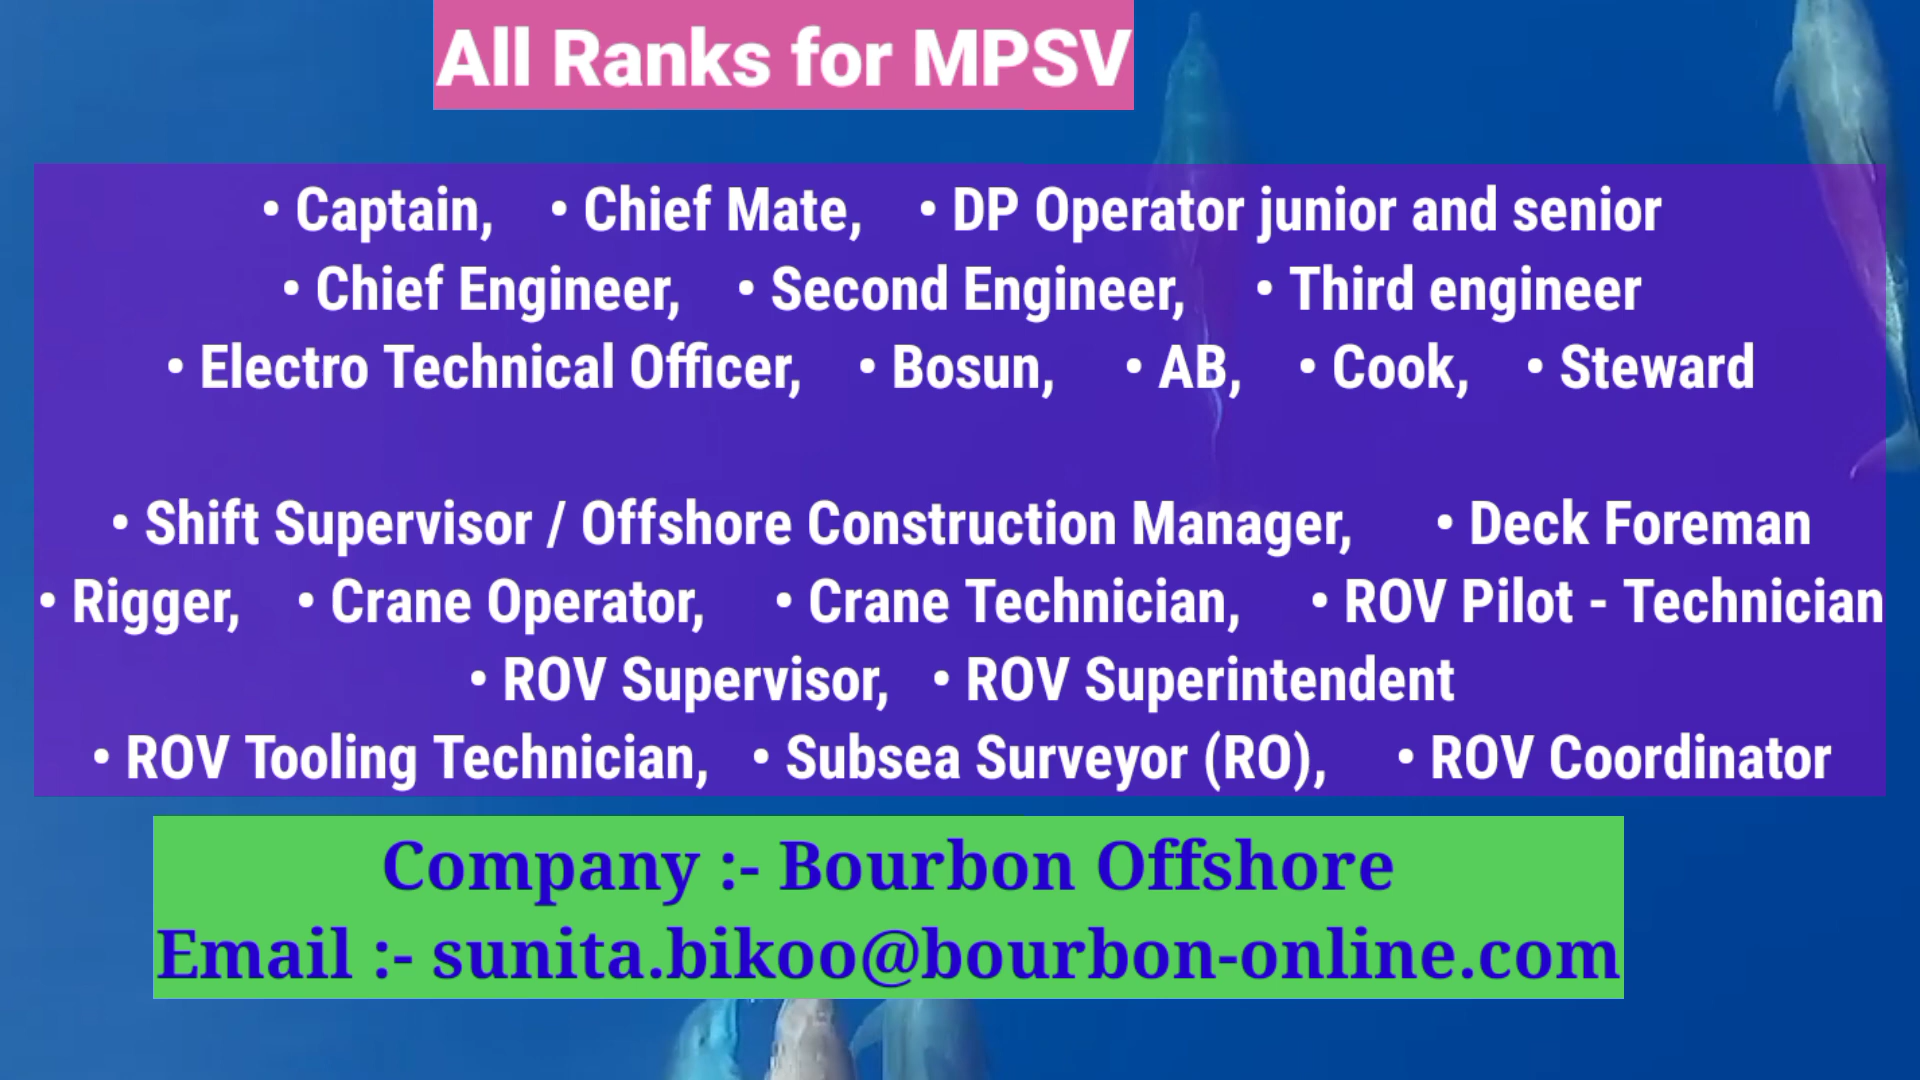 All Ranks for MPSV
• Captain, • Chief Mate, • DP Operator junior and senior
• Chief Engineer, • Second Engineer, • Third engineer
• Electro Technical Officer, • Bosun, • AB, • Cook, • Steward
• Shift Supervisor / Offshore Construction Manager, • Deck Foreman
• Rigger, • Crane Operator, • Crane Technician, • ROV Pilot - Technician
• ROV Supervisor, • ROV Superintendent
• ROV Tooling Technician, • Subsea Surveyor (RO), • ROV Coordinator
Company :- Bourbon Offshore
Email :- sunita.bikoo@bourbon-online.com